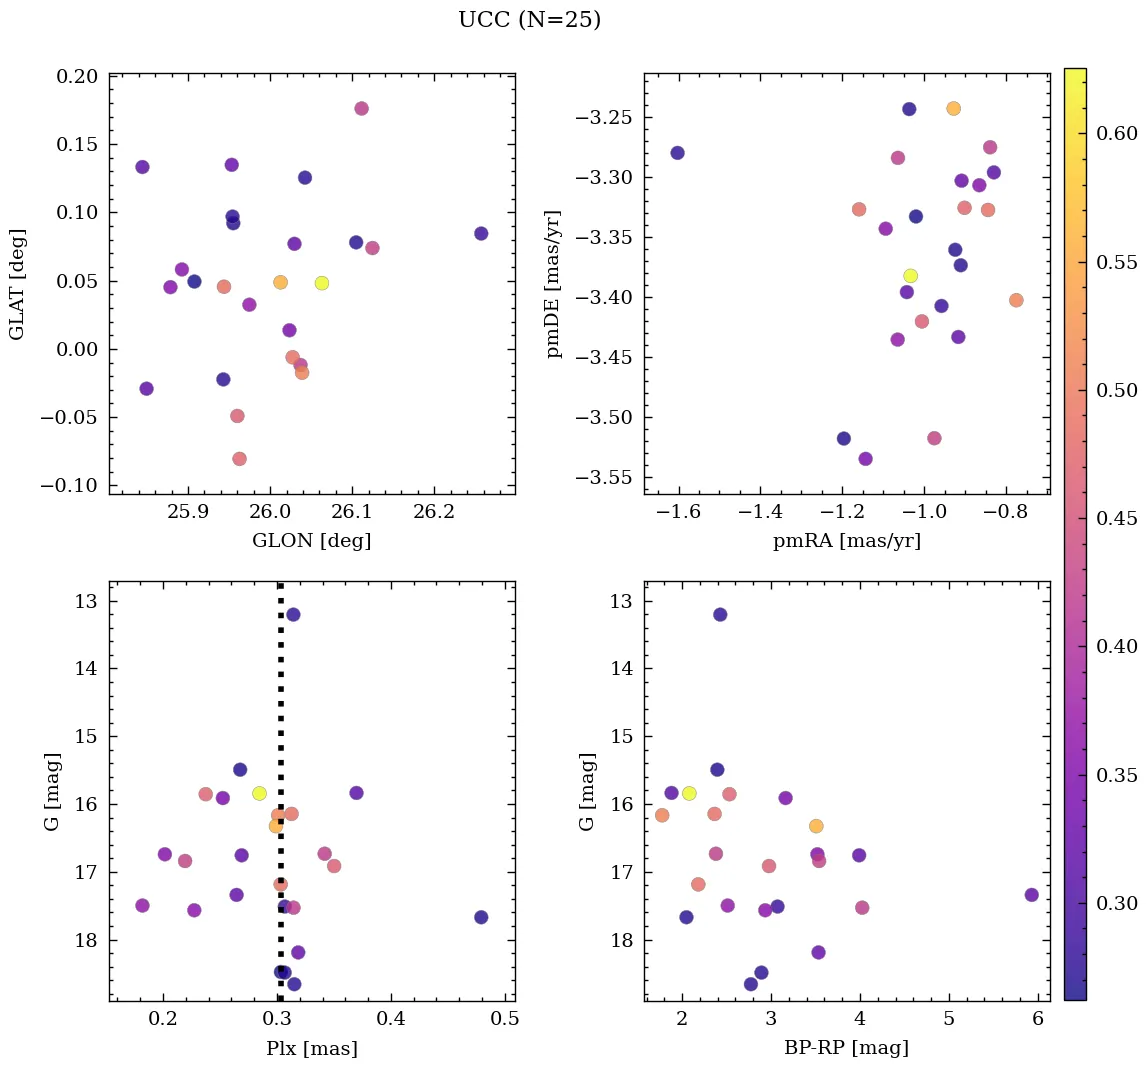 UCC (N=25)
0.20
0.15
0.10
0.05
0.00
−0.05
−0.10
GLAT [deg]
25.9 26.0 26.1 26.2
GLON [deg]
−3.25
−3.30
−3.35
−3.40
−3.45
−3.50
−3.55
pmDE [mas/yr]
−1.6 −1.4 −1.2 −1.0 −0.8
pmRA [mas/yr]
13
14
15
16
17
18
G [mag]
0.2 0.3 0.4 0.5
Plx [mas]
13
14
15
16
17
18
G [mag]
2 3 4 5 6
BP-RP [mag]
0.60
0.55
0.50
0.45
0.40
0.35
0.30